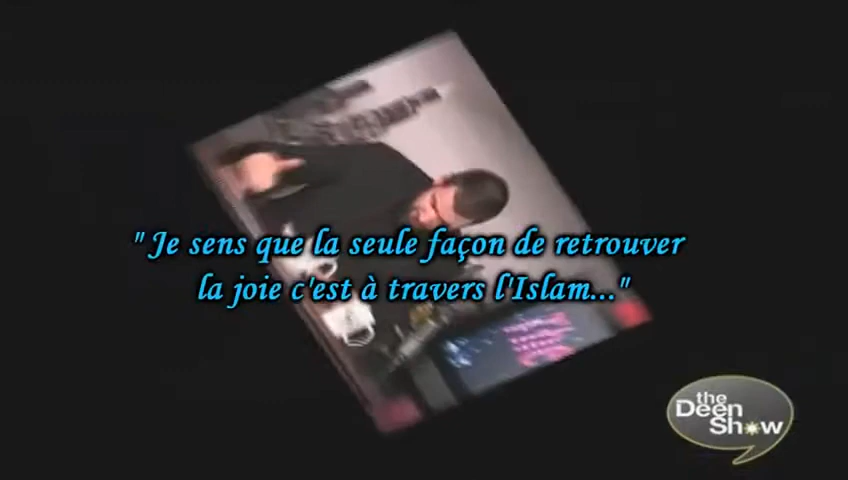 "Je sens que la seule façon de retrouver
la joie c'est à travers l'Islam..."
the
Deen
Show